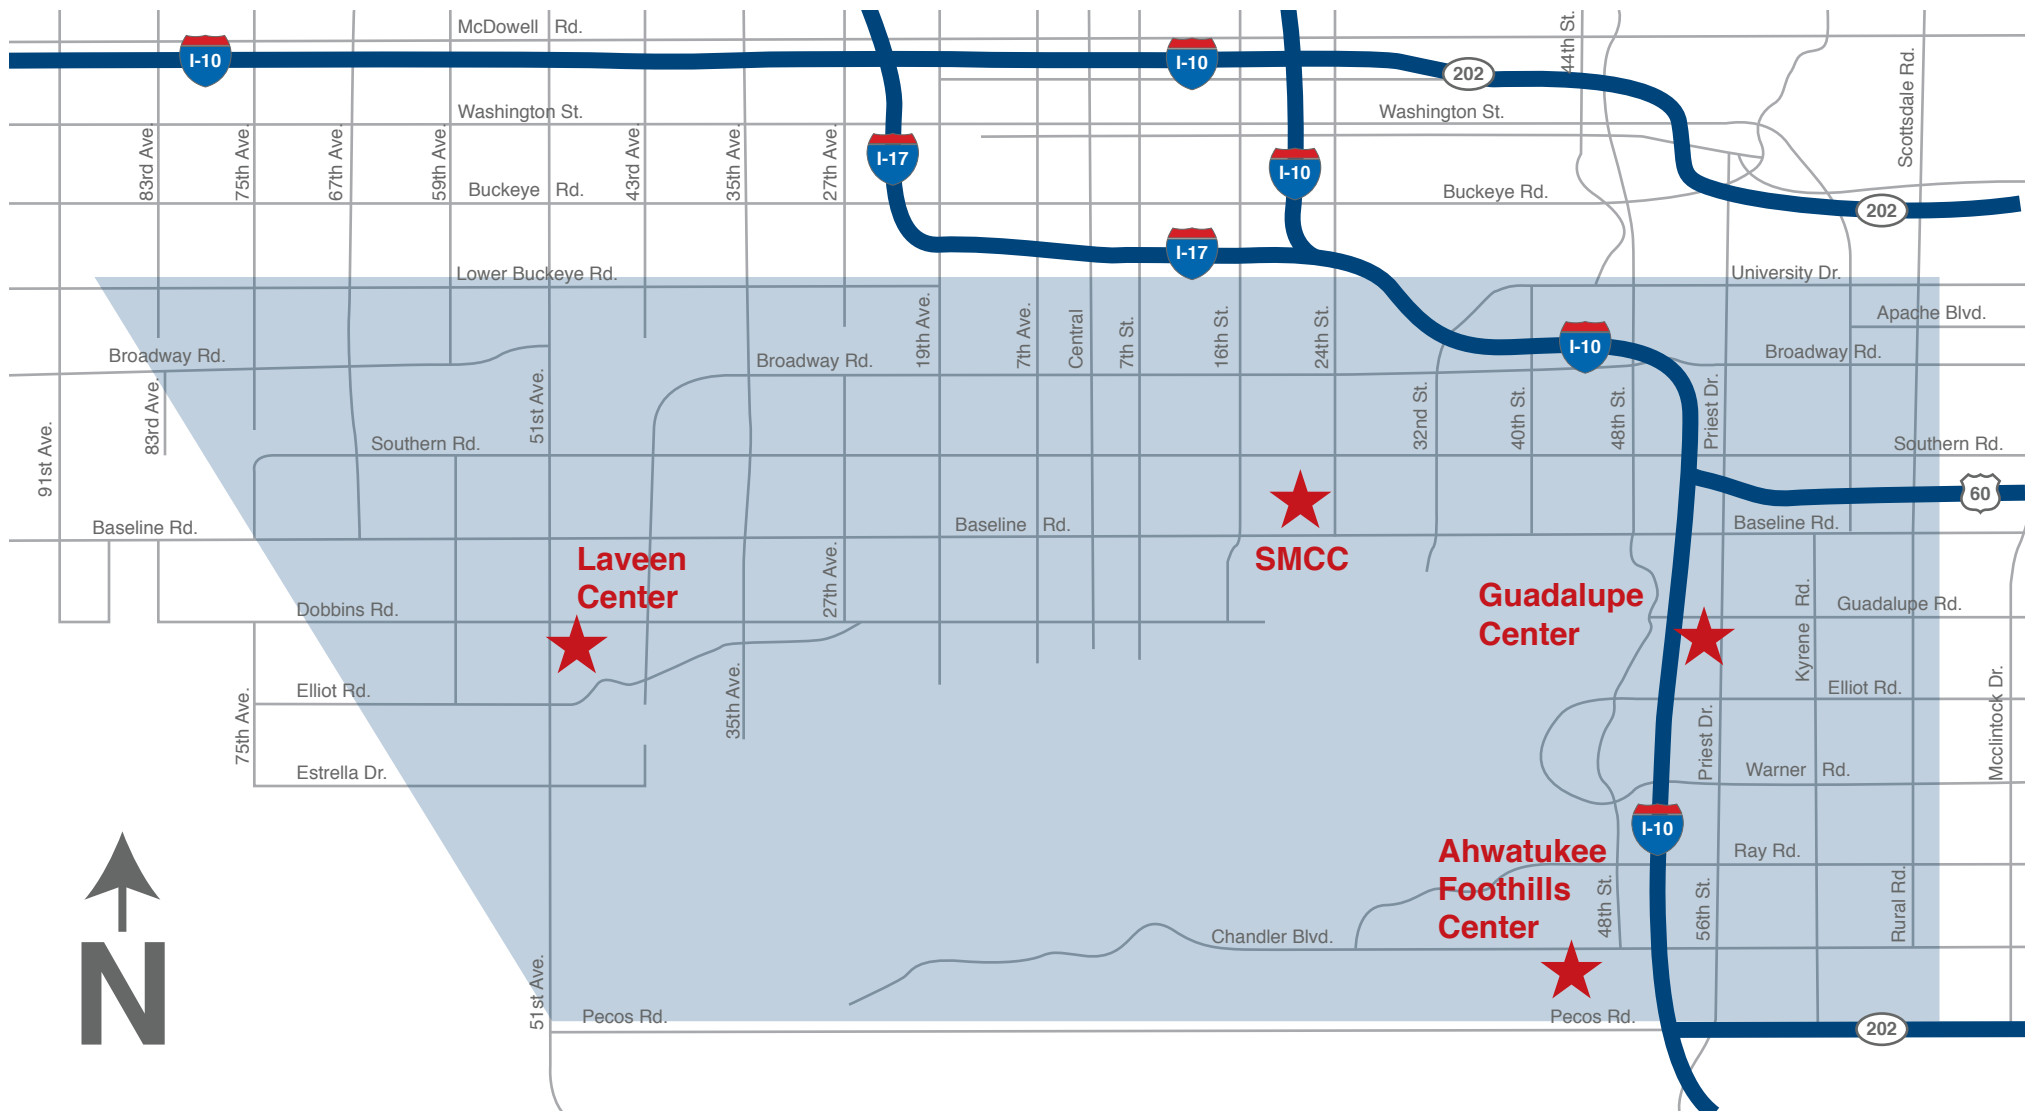 McDowell Rd.
44th St.
I-10
I-10
202
Scottsdale Rd.
Washington St.
Washington St.
83rd Ave.
75th Ave.
67th Ave.
59th Ave.
43rd Ave.
35th Ave.
27th Ave.
I-17
I-10
Buckeye Rd.
Buckeye Rd.
202
I-17
Lower Buckeye Rd.
University Dr.
19th Ave.
7th Ave.
Central
7th St.
16th St.
24th St.
Apache Blvd.
I-10
Broadway Rd.
Broadway Rd.
Broadway Rd.
83rd Ave.
51st Ave.
32nd St.
40th St.
48th St.
Priest Dr.
91st Ave.
Southern Rd.
Southern Rd.
60
Baseline Rd.
Baseline Rd.
Baseline Rd.
Laveen
Center
SMCC
27th Ave.
Guadalupe
Center
Kyrene Rd.
Guadalupe Rd.
Dobbins Rd.
Elliot Rd.
Elliot Rd.
75th Ave.
35th Ave.
Priest Dr.
Mcclintock Dr.
Estrella Dr.
Warner Rd.
I-10
Ahwatukee
Foothills
Center
Ray Rd.
48th St.
56th St.
Rural Rd.
Chandler Blvd.
N
51st Ave.
Pecos Rd.
Pecos Rd.
202